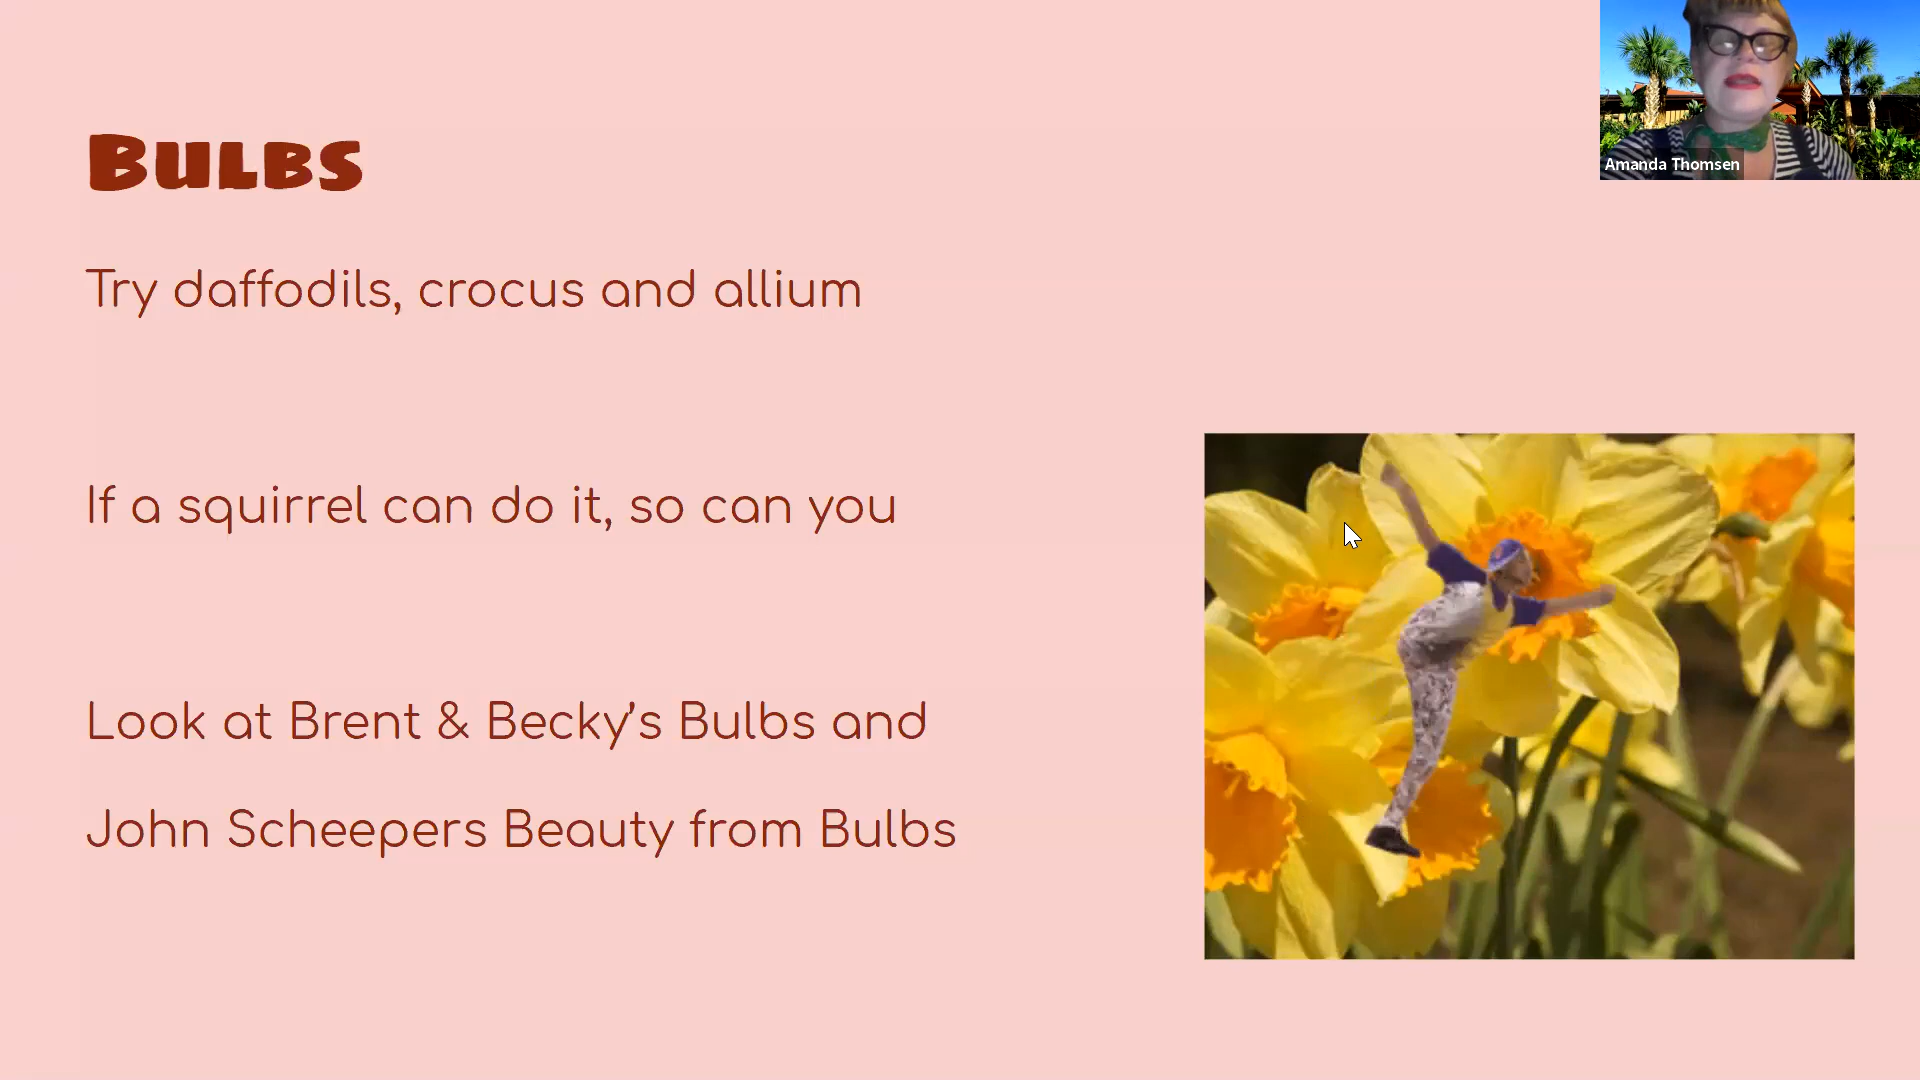 Bulbs
Try daffodils, crocus and allium
If a squirrel can do it, so can you
Look at Brent & Becky's Bulbs and
John Scheepers Beauty from Bulbs
Amanda Thomsen